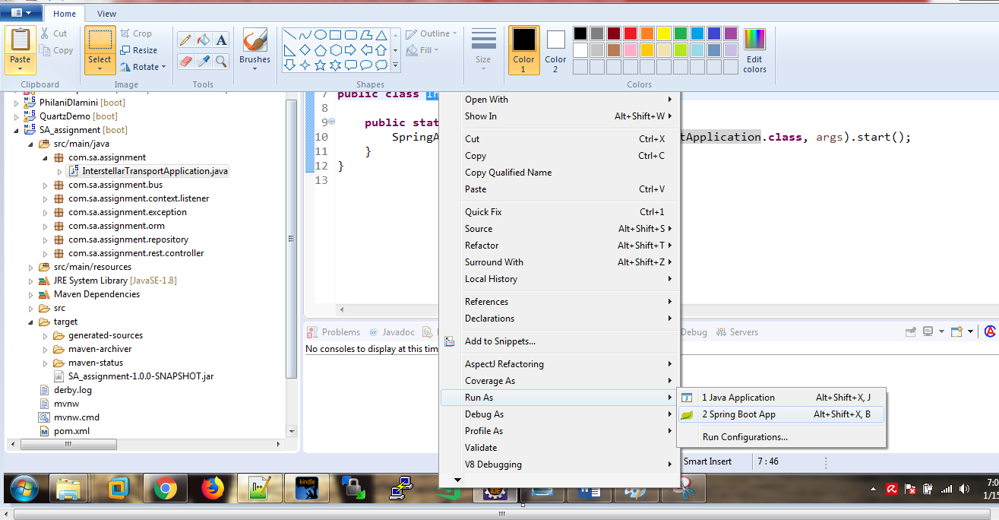 Home View
Paste
Cut
Copy
Clipboard
Select
Crop
Resize
Rotate
Image
A
Tools
Brushes
Outline
Fill
Shapes
Size
Color 1
Color 2
Edit colors
Colors
PhilaniDlamini [boot]
QuartzDemo [boot]
SA_assignment [boot]
src/main/java
com.sa.assignment
InterstellarTransportApplication.java
com.sa.assignment.bus
com.sa.assignment.context.listener
com.sa.assignment.exception
com.sa.assignment.orm
com.sa.assignment.repository
com.sa.assignment.rest.controller
src/main/resources
JRE System Library [JavaSE-1.8]
Maven Dependencies
src
target
generated-sources
maven-archiver
maven-status
SA_assignment-1.0.0-SNAPSHOT.jar
derby.log
mvnw
mvnw.cmd
pom.xml
7 public class In
8
9 public stat
10 SpringA tApplication.class, args).start();
11 }
12 }
13
Problems @ Javadoc Debug Servers
No consoles to display at this tim
Open With
Show In Alt+Shift+W
Cut Ctrl+X
Copy Ctrl+C
Copy Qualified Name
Paste Ctrl+V
Quick Fix Ctrl+1
Source Alt+Shift+S
Refactor Alt+Shift+T
Surround With Alt+Shift+Z
Local History
References
Declarations
Add to Snippets...
AspectJ Refactoring
Coverage As
Run As
Debug As
Profile As
Validate
V8 Debugging
1 Java Application Alt+Shift+X, J
2 Spring Boot App Alt+Shift+X, B
Run Configurations...
Smart Insert 7 : 46
kindle
IDE
7:0
1/15